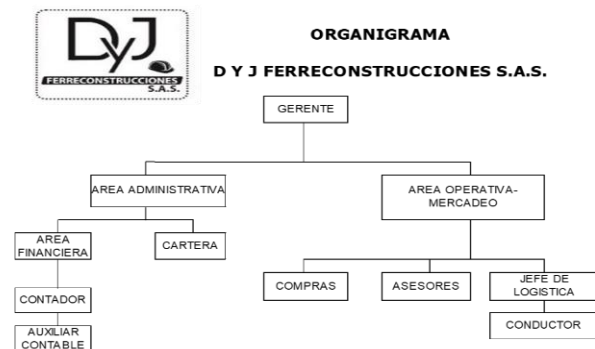 DyJ
FERRECONSTRUCCIONES
S.A.S.
ORGANIGRAMA
D Y J FERRECONSTRUCCIONES S.A.S.
GERENTE
AREA ADMINISTRATIVA
AREA OPERATIVA-
MERCADEO
AREA
FINANCIERA
CARTERA
COMPRAS
ASESORES
JEFE DE
LOGISTICA
CONTADOR
CONDUCTOR
AUXILIAR
CONTABLE